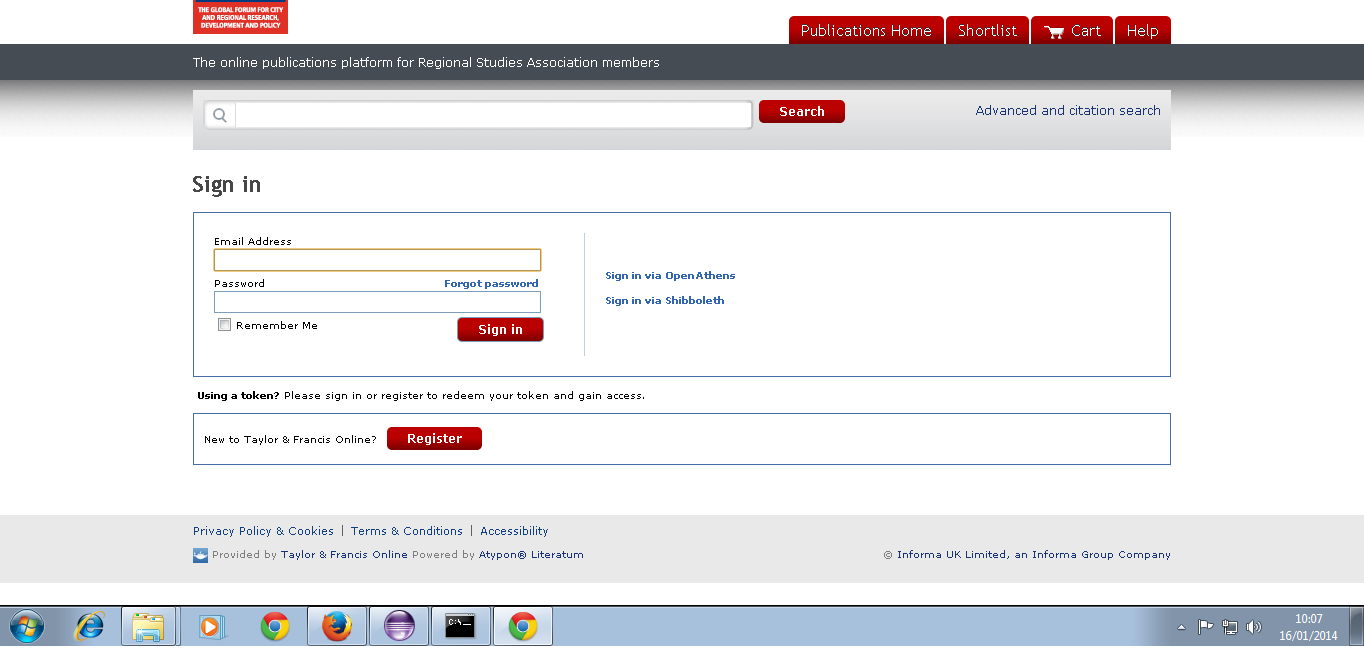 THE GLOBAL FORUM FOR CITY
AND REGIONAL RESEARCH,
DEVELOPMENT AND POLICY
Publications Home
Shortlist
Cart
Help
The online publications platform for Regional Studies Association members
Search
Advanced and citation search
Sign in
Email Address
Password
Forgot password
Remember Me
Sign in
Sign in via OpenAthens
Sign in via Shibboleth
Using a token? Please sign in or register to redeem your token and gain access.
New to Taylor & Francis Online?
Register
Privacy Policy & Cookies | Terms & Conditions | Accessibility
Provided by Taylor & Francis Online Powered by Atypon® Literatum
© Informa UK Limited, an Informa Group Company
C:\.
10:07
16/01/2014